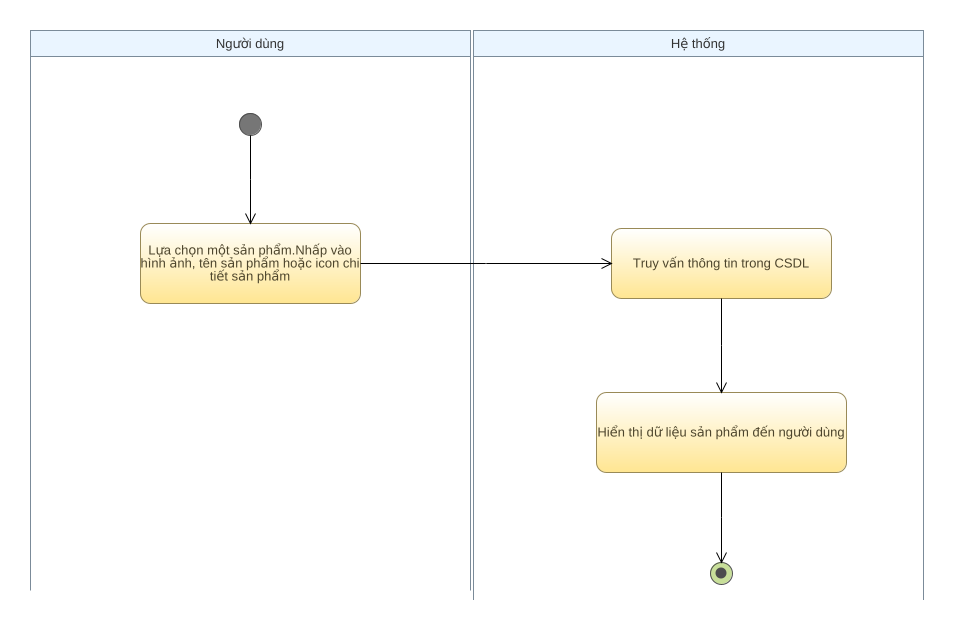 Người dùng
Hệ thống
Lựa chọn một sản phẩm.Nhấp vào
hình ảnh, tên sản phẩm hoặc icon chi
tiết sản phẩm
Truy vấn thông tin trong CSDL
Hiển thị dữ liệu sản phẩm đến người dùng